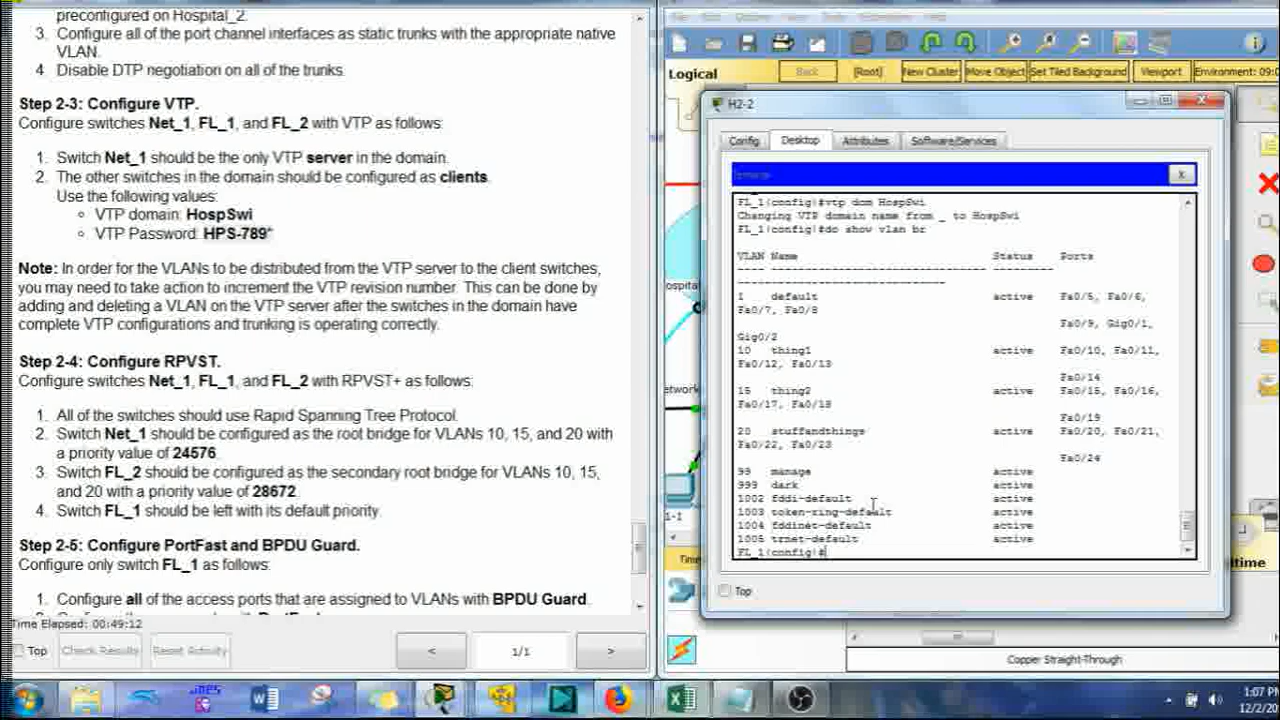 preconfigured on Hospital_2.
3. Configure all of the port channel interfaces as static trunks with the appropriate native
VLAN.
4 Disable DTP negotiation on all of the trunks.
Step 2-3: Configure VTP.
Configure switches Net_1, FL_1, and FL_2 with VTP as follows:
1. Switch Net_1 should be the only VTP server in the domain.
2. The other switches in the domain should be configured as clients.
Use the following values:
VTP domain: HospSwi
VTP Password: HPS-789*
Note: In order for the VLANs to be distributed from the VTP server to the client switches,
you may need to take action to increment the VTP revision number. This can be done by
adding and deleting a VLAN on the VTP server after the switches in the domain have
complete VTP configurations and trunking is operating correctly.
Step 2-4: Configure RPVST.
Configure switches Net_1, FL_1, and FL_2 with RPVST+ as follows:
1. All of the switches should use Rapid Spanning Tree Protocol.
2. Switch Net_1 should be configured as the root bridge for VLANs 10, 15, and 20 with
a priority value of 24576.
3 Switch FL_2 should be configured as the secondary root bridge for VLANs 10, 15,
and 20 with a priority value of 28672
4. Switch FL_1 should be left with its default priority.
Step 2-5: Configure PortFast and BPDU Guard.
Configure only switch FL_1 as follows:
1. Configure all of the access ports that are assigned to VLANs with BPDU Guard.
Time Elapsed: 00:49:12
Top
Check Results
Reset Activity
<
1/1
>
Logical
Back
[Root]
New Cluster
Move Object
Set Tiled Background
Viewport
Environment: 09:0
H2-2
Config
Desktop
Attributes
Software/Services
X
FL_1(config)#vtp dom HospSwi
Changing VTP domain name from _ to HospSwi
FL_1(config)#do show vlan br
VLAN Name Status Ports
---- -------------------------------- --------- -------------------------------
1 default active Fa0/5, Fa0/6,
Fa0/7, Fa0/8
Fa0/9, Gig0/1,
Gig0/2
10 thing1 active Fa0/10, Fa0/11,
Fa0/12, Fa0/13
Fa0/14
15 thing2 active Fa0/15, Fa0/16,
Fa0/17, Fa0/18
Fa0/19
20 stuffandthings active Fa0/20, Fa0/21,
Fa0/22, Fa0/23
Fa0/24
99 manage active
999 dark active
1002 fddi-default active
1003 token-ring-default active
1004 fddinet-default active
1005 trnet-default active
FL_1(config)#
Top
ospita
etwork
1-1
Time
ltime
Copper Straight-Through
1:07 PM
12/2/20